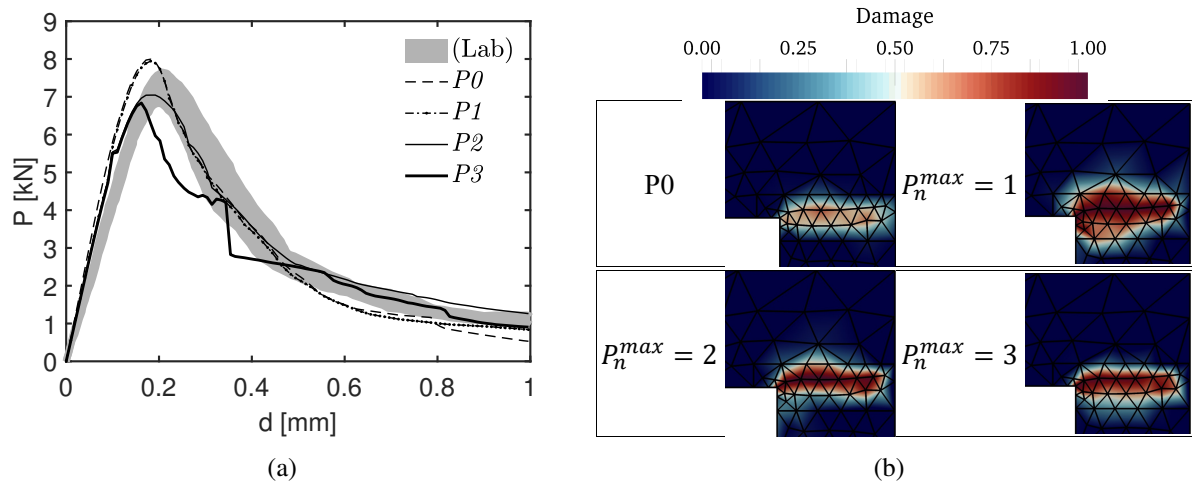 9
8
7
6
5
4
3
2
1
0
P [kN]
0 0.2 0.4 0.6 0.8 1
d [mm]
(Lab)
P0
P1
P2
P3
(a)
Damage
0.00 0.25 0.50 0.75 1.00
P0
P_n^{max} = 1
P_n^{max} = 2
P_n^{max} = 3
(b)